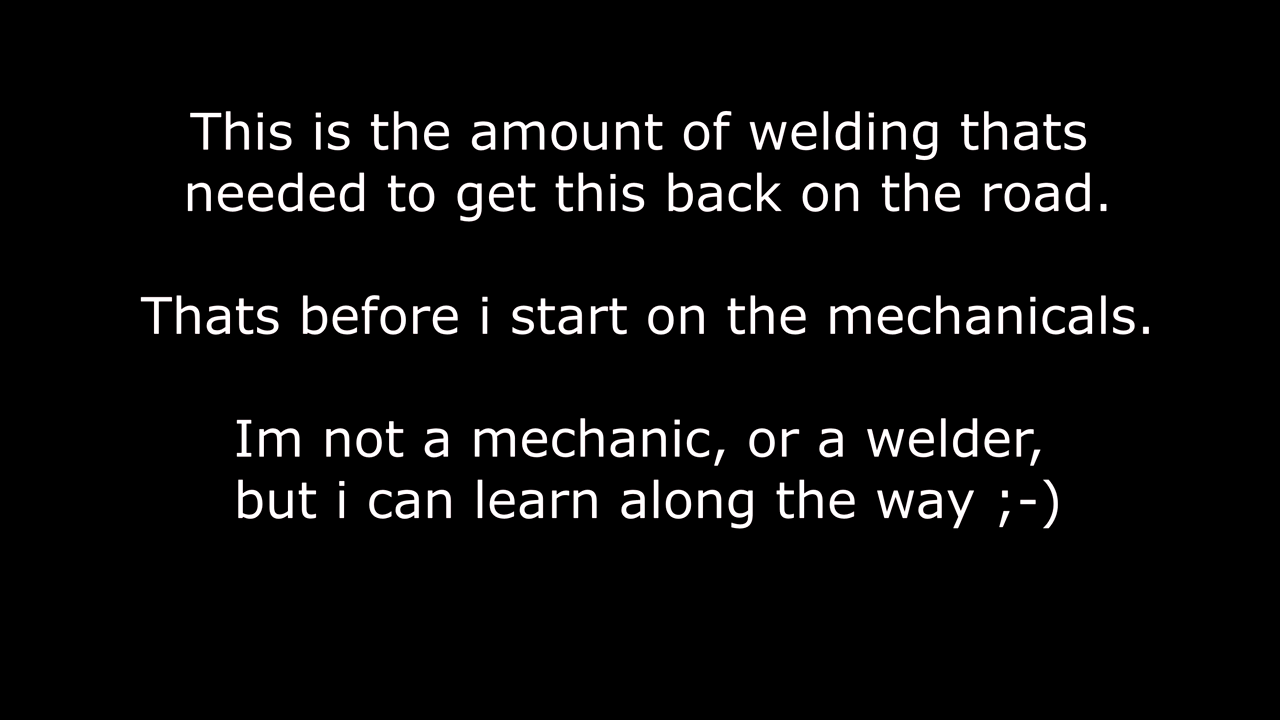 This is the amount of welding thats
needed to get this back on the road.
Thats before i start on the mechanicals.
Im not a mechanic, or a welder,
but i can learn along the way ;-)